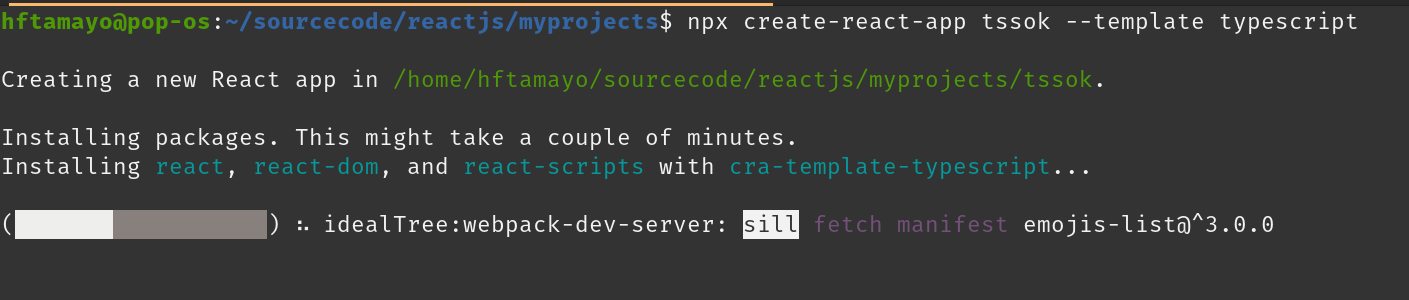 hftamayo@pop-os:~/sourcecode/reactjs/myprojects$ npx create-react-app tssok --template typescript
Creating a new React app in /home/hftamayo/sourcecode/reactjs/myprojects/tssok.
Installing packages. This might take a couple of minutes.
Installing react, react-dom, and react-scripts with cra-template-typescript...
( ) ⠦ idealTree:webpack-dev-server: sill fetch manifest emojis-list@^3.0.0